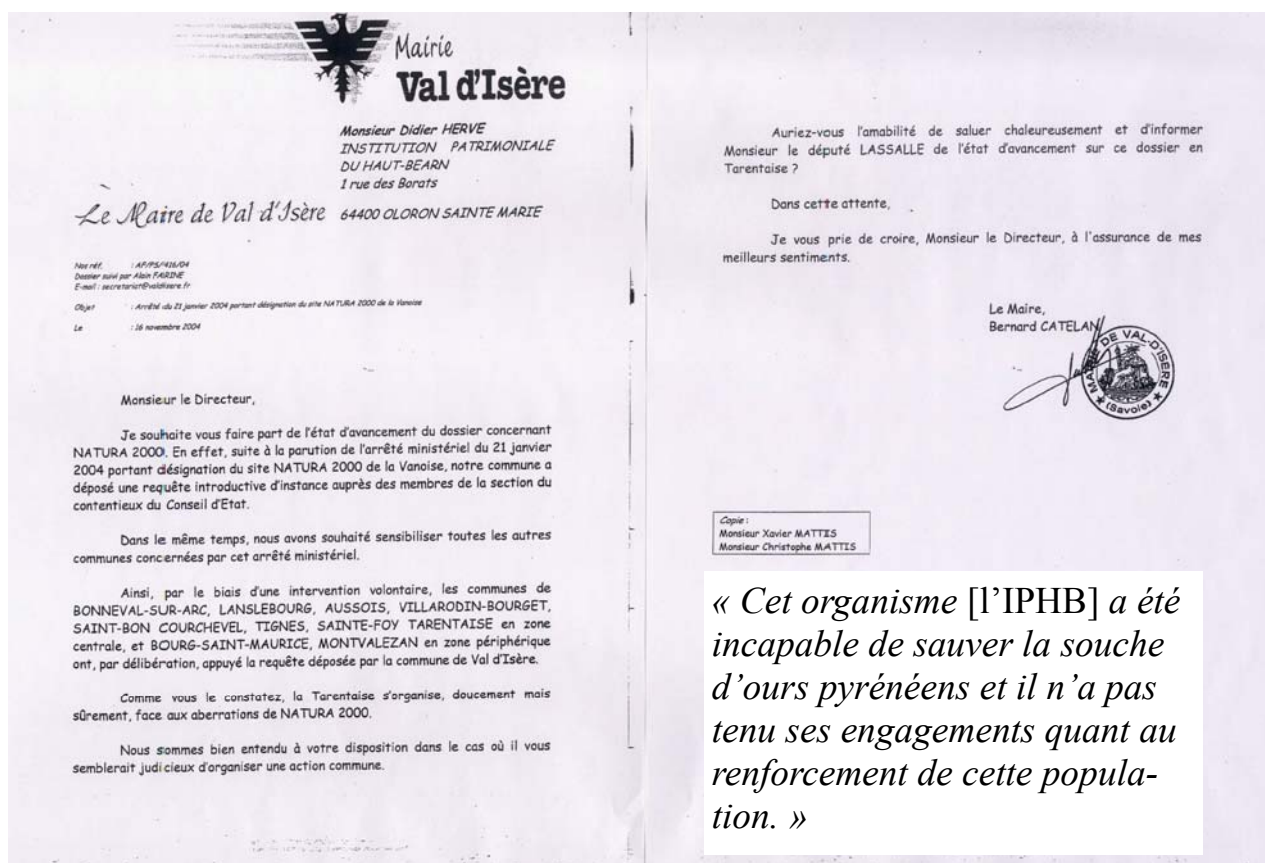 Mairie
Val d'Isère
Monsieur Didier HERVE
INSTITUTION PATRIMONIALE
DU HAUT-BEARN
1 rue des Borats
Le Maire de Val d'Isère 64400 OLORON SAINTE MARIE
Nos réf. : AF/PS/416/04
Dossier suivi par Alain FARINE
E-mail : secretariat@valdisere.fr
Objet : Arrêté du 21 janvier 2004 portant désignation du site NATURA 2000 de la Vanoise
Le : 16 novembre 2004
Monsieur le Directeur,
Je souhaite vous faire part de l'état d'avancement du dossier concernant
NATURA 2000. En effet, suite à la parution de l'arrêté ministériel du 21 janvier
2004 portant désignation du site NATURA 2000 de la Vanoise, notre commune a
déposé une requête introductive d'instance auprès des membres de la section du
contentieux du Conseil d'Etat.
Dans le même temps, nous avons souhaité sensibiliser toutes les autres
communes concernées par cet arrêté ministériel.
Ainsi, par le biais d'une intervention volontaire, les communes de
BONNEVAL-SUR-ARC, LANSLEBOURG, AUSSOIS, VILLARODIN-BOURGET,
SAINT-BON COURCHEVEL, TIGNES, SAINTE-FOY TARENTAISE en zone
centrale, et BOURG-SAINT-MAURICE, MONTVALEZAN en zone périphérique
ont, par délibération, appuyé la requête déposée par la commune de Val d'Isère.
Comme vous le constatez, la Tarentaise s'organise, doucement mais
sûrement, face aux aberrations de NATURA 2000.
Nous sommes bien entendu à votre disposition dans le cas où il vous
semblerait judicieux d'organiser une action commune.
Auriez-vous l'amabilité de saluer chaleureusement et d'informer
Monsieur le député LASSALLE de l'état d'avancement sur ce dossier en
Tarentaise ?
Dans cette attente,
Je vous prie de croire, Monsieur le Directeur, à l'assurance de mes
meilleurs sentiments.
Le Maire,
Bernard CATELAN
MAIRIE DE VAL-D'ISERE
(Savoie)
Copie :
Monsieur Xavier MATTIS
Monsieur Christophe MATTIS
« Cet organisme [l'IPHB] a été
incapable de sauver la souche
d'ours pyrénéens et il n'a pas
tenu ses engagements quant au
renforcement de cette popula-
tion. »